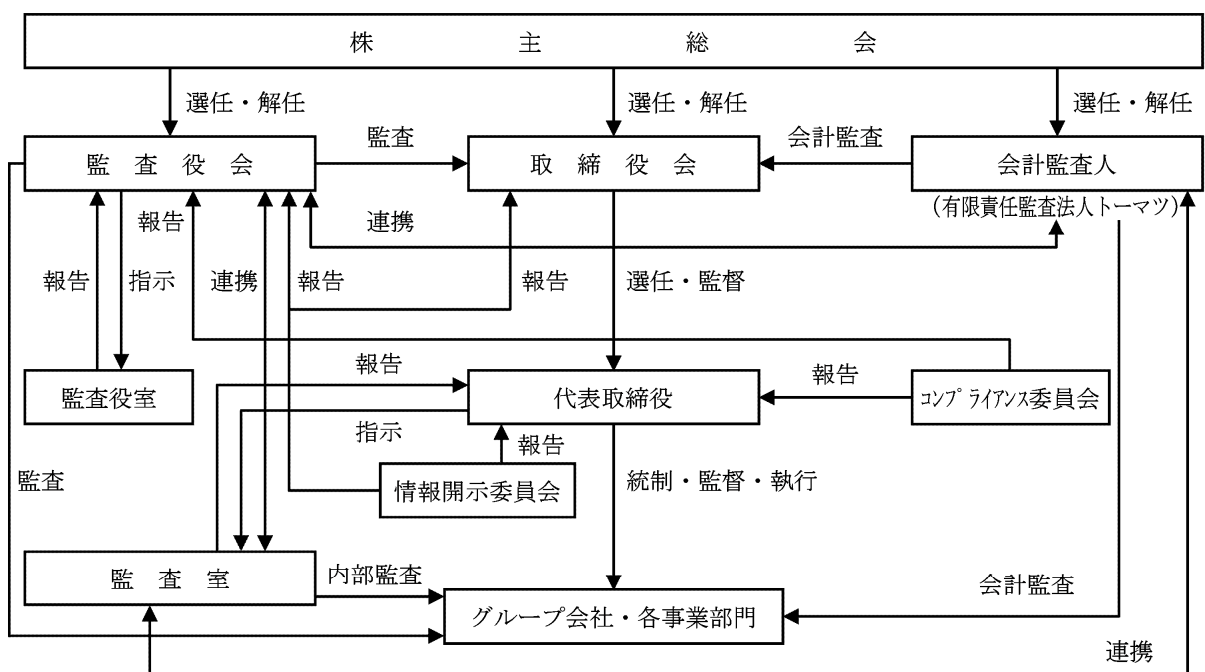 株主総会
選任・解任
選任・解任
選任・解任
監査役会
監査
取締役会
会計監査
会計監査人
(有限責任監査法人トーマツ)
報告
連携
報告
指示
連携
報告
報告
選任・監督
監査役室
報告
代表取締役
報告
コンプライアンス委員会
指示
報告
監査
情報開示委員会
統制・監督・執行
監査室
内部監査
会計監査
グループ会社・各事業部門
連携